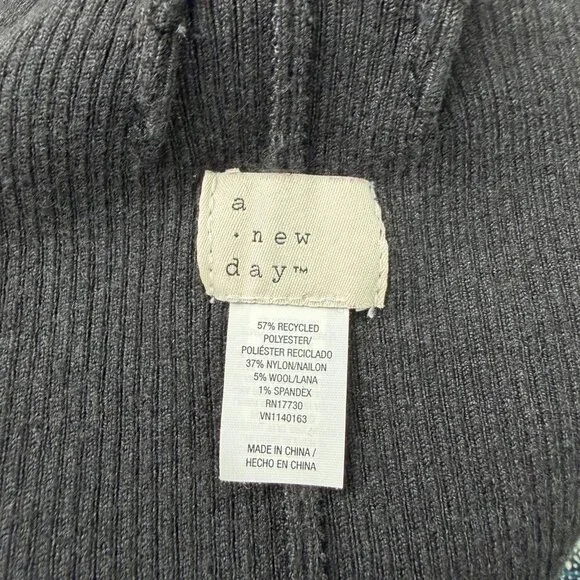 a
· new
day™
57% RECYCLED
POLYESTER/
POLIÉSTER RECICLADO
37% NYLON/NAILON
5% WOOL/LANA
1% SPANDEX
RN17730
VN1140163
MADE IN CHINA /
HECHO EN CHINA